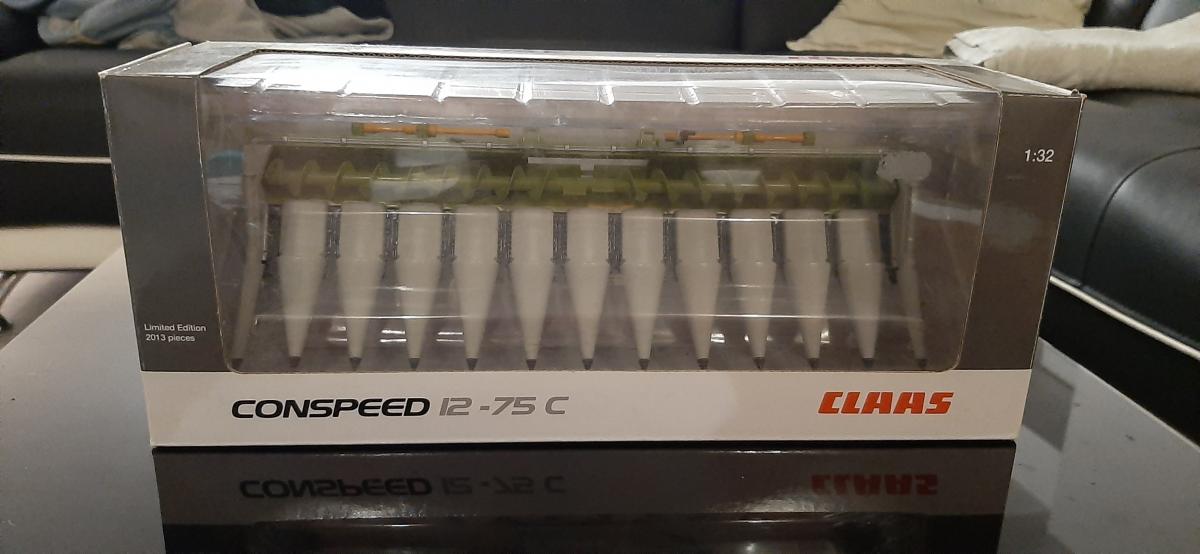 1:32
Limited Edition
2013 pieces
CONSPEED 12 -75 C
CLAAS